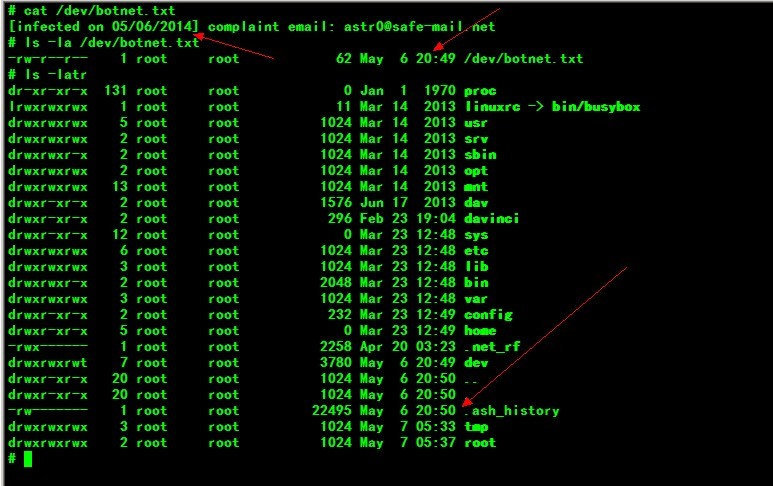 # cat /dev/botnet.txt
[infected on 05/06/2014] complaint email: astr0@safe-mail.net
# ls -la /dev/botnet.txt
-rw-r--r-- 1 root root 62 May 6 20:49 /dev/botnet.txt
# ls -latr
dr-xr-xr-x 131 root root 0 Jan 1 1970 proc
lrwxrwxrwx 1 root root 11 Mar 14 2013 linuxrc -> bin/busybox
drwxrwxrwx 5 root root 1024 Mar 14 2013 usr
drwxrwxrwx 2 root root 1024 Mar 14 2013 srv
drwxrwxr-x 2 root root 1024 Mar 14 2013 sbin
drwxrwxrwx 2 root root 1024 Mar 14 2013 opt
drwxrwxrwx 13 root root 1024 Mar 14 2013 mnt
drwxr-xr-x 2 root root 1576 Jun 17 2013 dav
drwxr-xr-x 2 root root 296 Feb 23 19:04 davinci
drwxr-xr-x 12 root root 0 Mar 23 12:48 sys
drwxrwxrwx 6 root root 1024 Mar 23 12:48 etc
drwxrwxrwx 3 root root 1024 Mar 23 12:48 lib
drwxr-xr-x 2 root root 2048 Mar 23 12:48 bin
drwxrwxrwx 3 root root 1024 Mar 23 12:48 var
drwxr-xr-x 2 root root 232 Mar 23 12:49 config
drwxr-xr-x 5 root root 0 Mar 23 12:49 home
-rwx------ 1 root root 2258 Apr 20 03:23 .net_rf
drwxrwxrwt 7 root root 3780 May 6 20:49 dev
drwxr-xr-x 20 root root 1024 May 6 20:50 ..
drwxr-xr-x 20 root root 1024 May 6 20:50 .
-rw------- 1 root root 22495 May 6 20:50 .ash_history
drwxrwxrwx 3 root root 1024 May 7 05:33 tmp
drwxrwxrwx 2 root root 1024 May 7 05:37 root
#